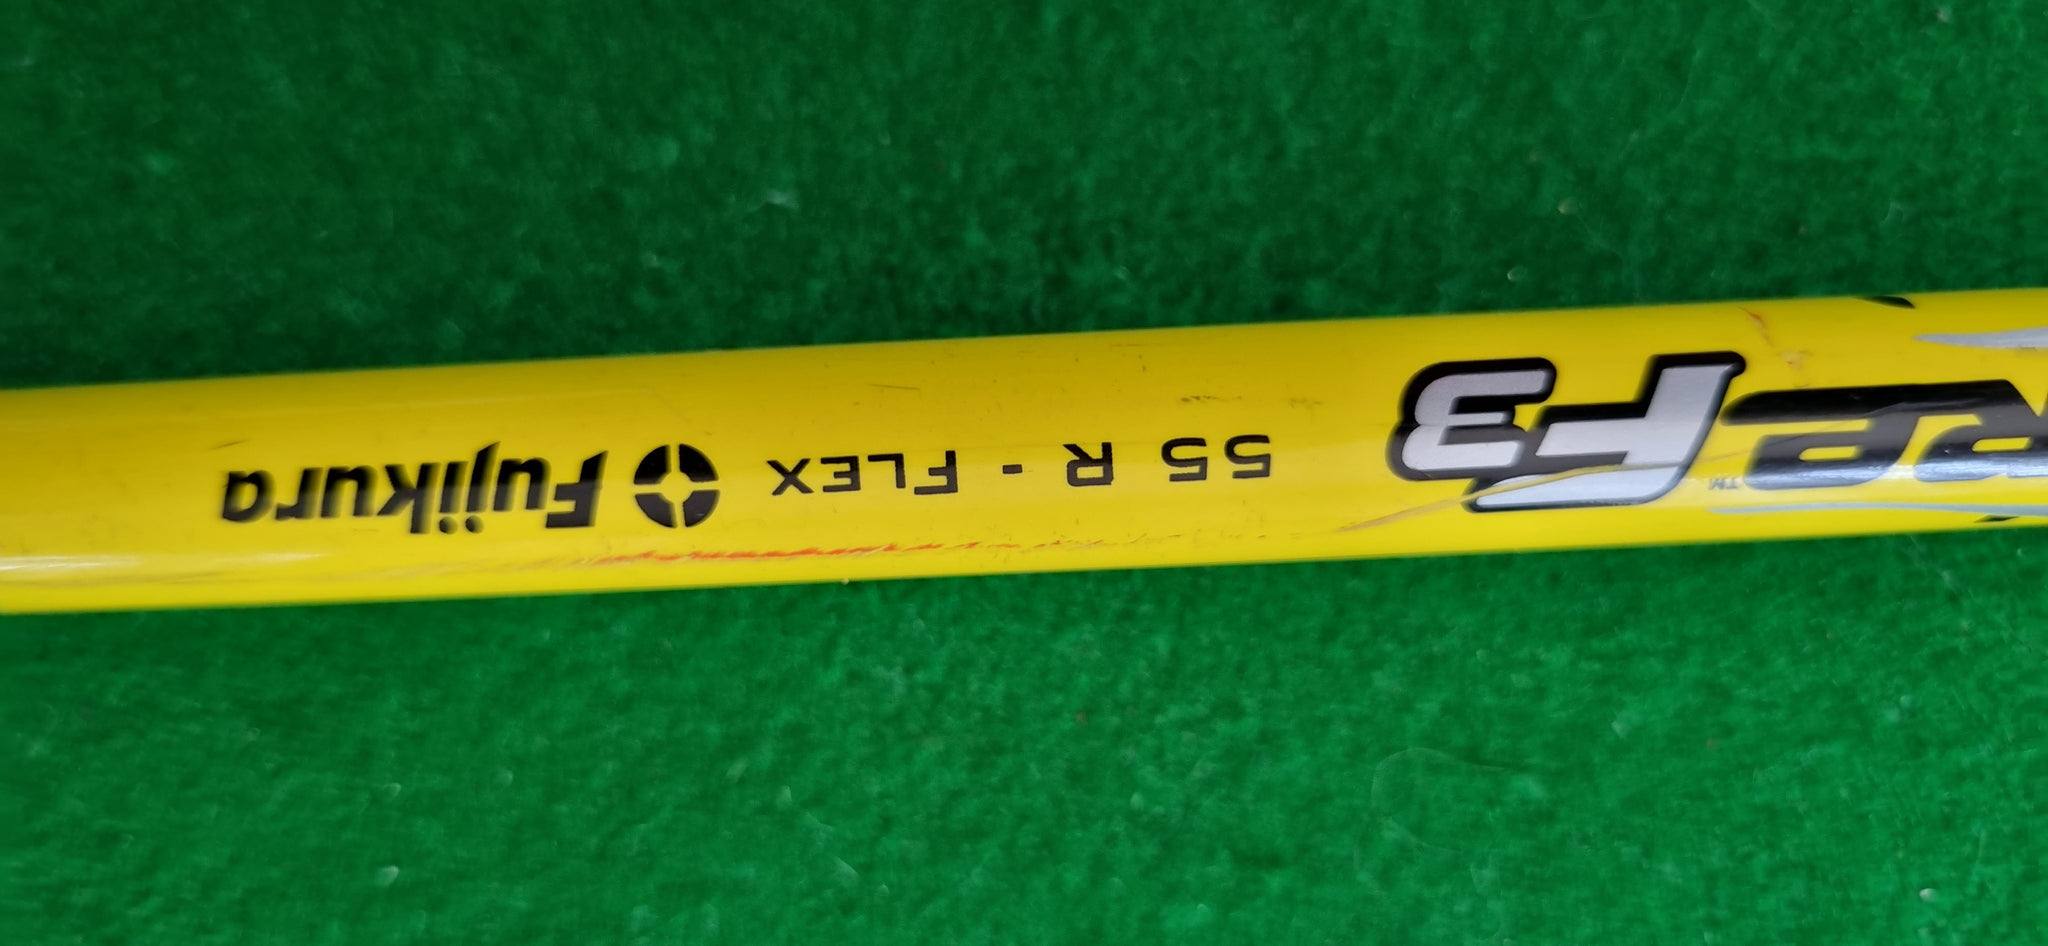 F3
55 R - FLEX Fujikura